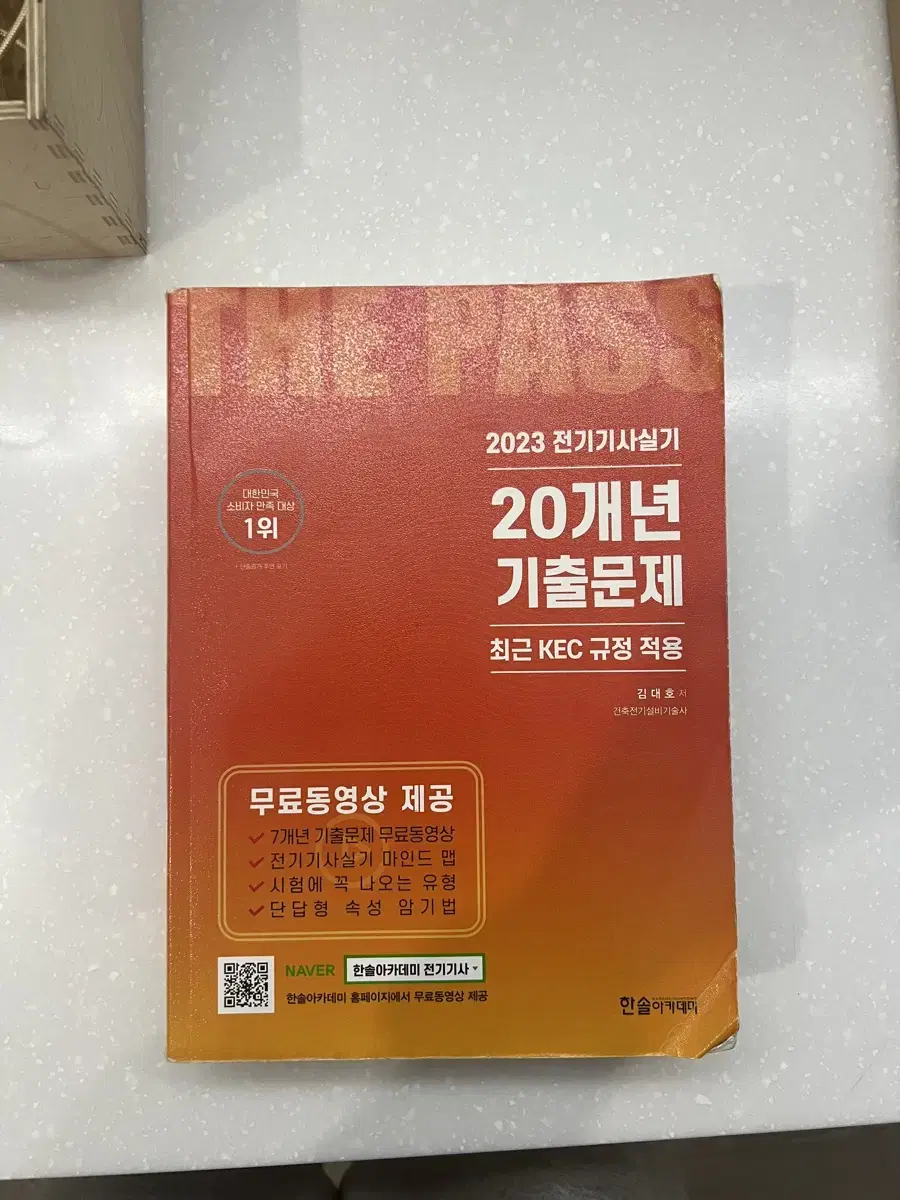 THE PASS
2023 전기기사실기
20개년
기출문제
최근 KEC 규정 적용
김대호 저
건축전기설비기술사
대한민국
소비자 만족 대상
1위
무료동영상 제공
7개년 기출문제 무료동영상
전기기사실기 마인드 맵
시험에 꼭 나오는 유형
단답형 속성 암기법
NAVER 한솔아카데미 전기기사
한솔아카데미 홈페이지에서 무료동영상 제공
한솔아카데미